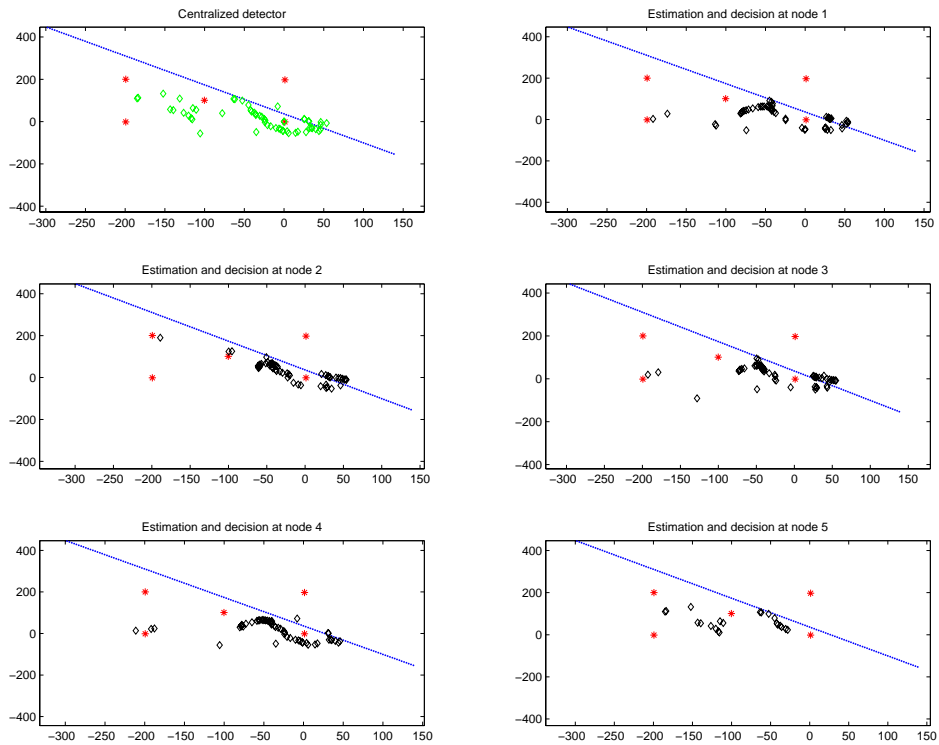 Centralized detector
400
200
0
−200
−400
−300 −250 −200 −150 −100 −50 0 50 100 150
Estimation and decision at node 1
400
200
0
−200
−400
−300 −250 −200 −150 −100 −50 0 50 100 150
Estimation and decision at node 2
400
200
0
−200
−400
−300 −250 −200 −150 −100 −50 0 50 100 150
Estimation and decision at node 3
400
200
0
−200
−400
−300 −250 −200 −150 −100 −50 0 50 100 150
Estimation and decision at node 4
400
200
0
−200
−400
−300 −250 −200 −150 −100 −50 0 50 100 150
Estimation and decision at node 5
400
200
0
−200
−400
−300 −250 −200 −150 −100 −50 0 50 100 150